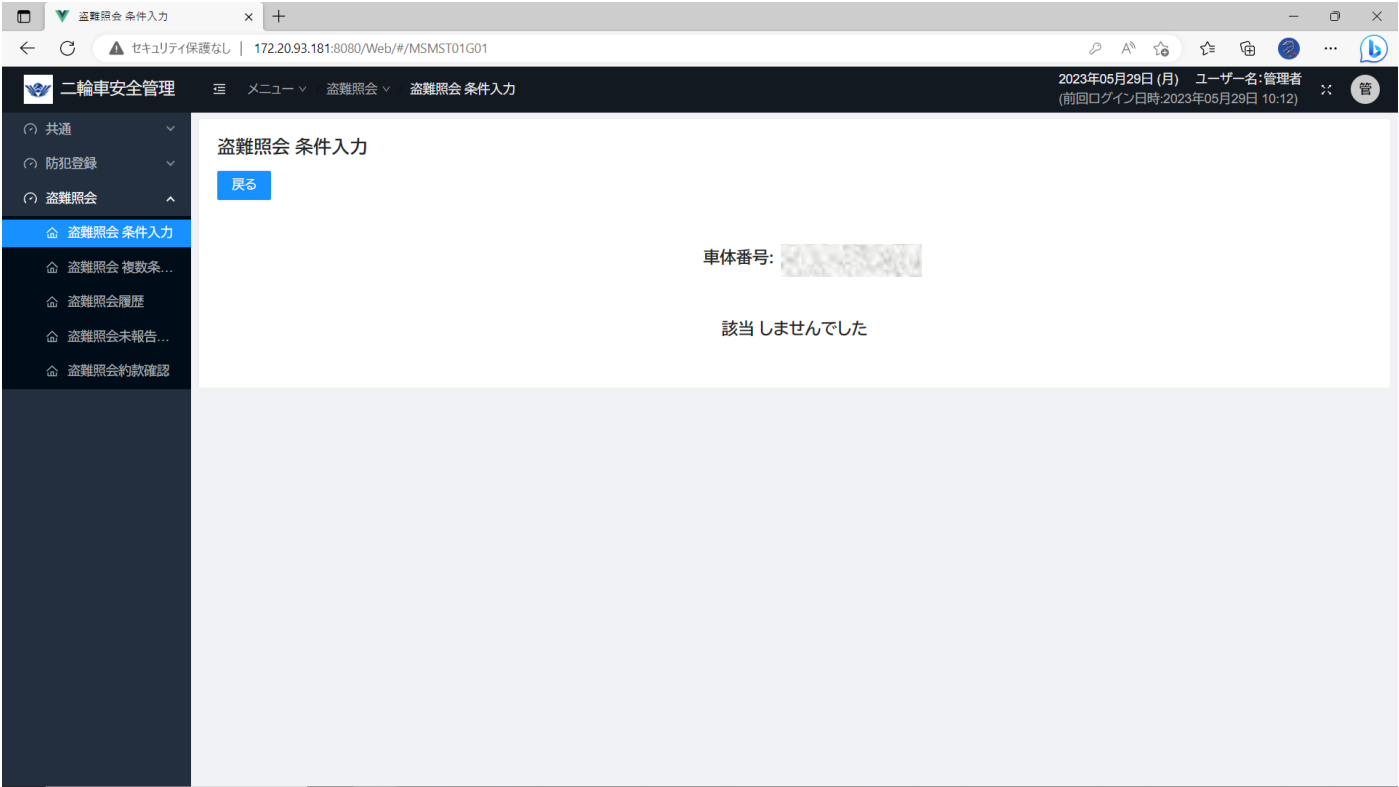 盗難照会 条件入力
セキュリティ保護なし | 172.20.93.181:8080/Web/#/MSMST01G01
二輪車安全管理
メニュー 盗難照会 盗難照会 条件入力
2023年05月29日 (月) ユーザー名:管理者
(前回ログイン日時:2023年05月29日 10:12)
管
共通
防犯登録
盗難照会
盗難照会 条件入力
盗難照会 複数条...
盗難照会履歴
盗難照会未報告...
盗難照会約款確認
盗難照会 条件入力
戻る
車体番号:
該当しませんでした